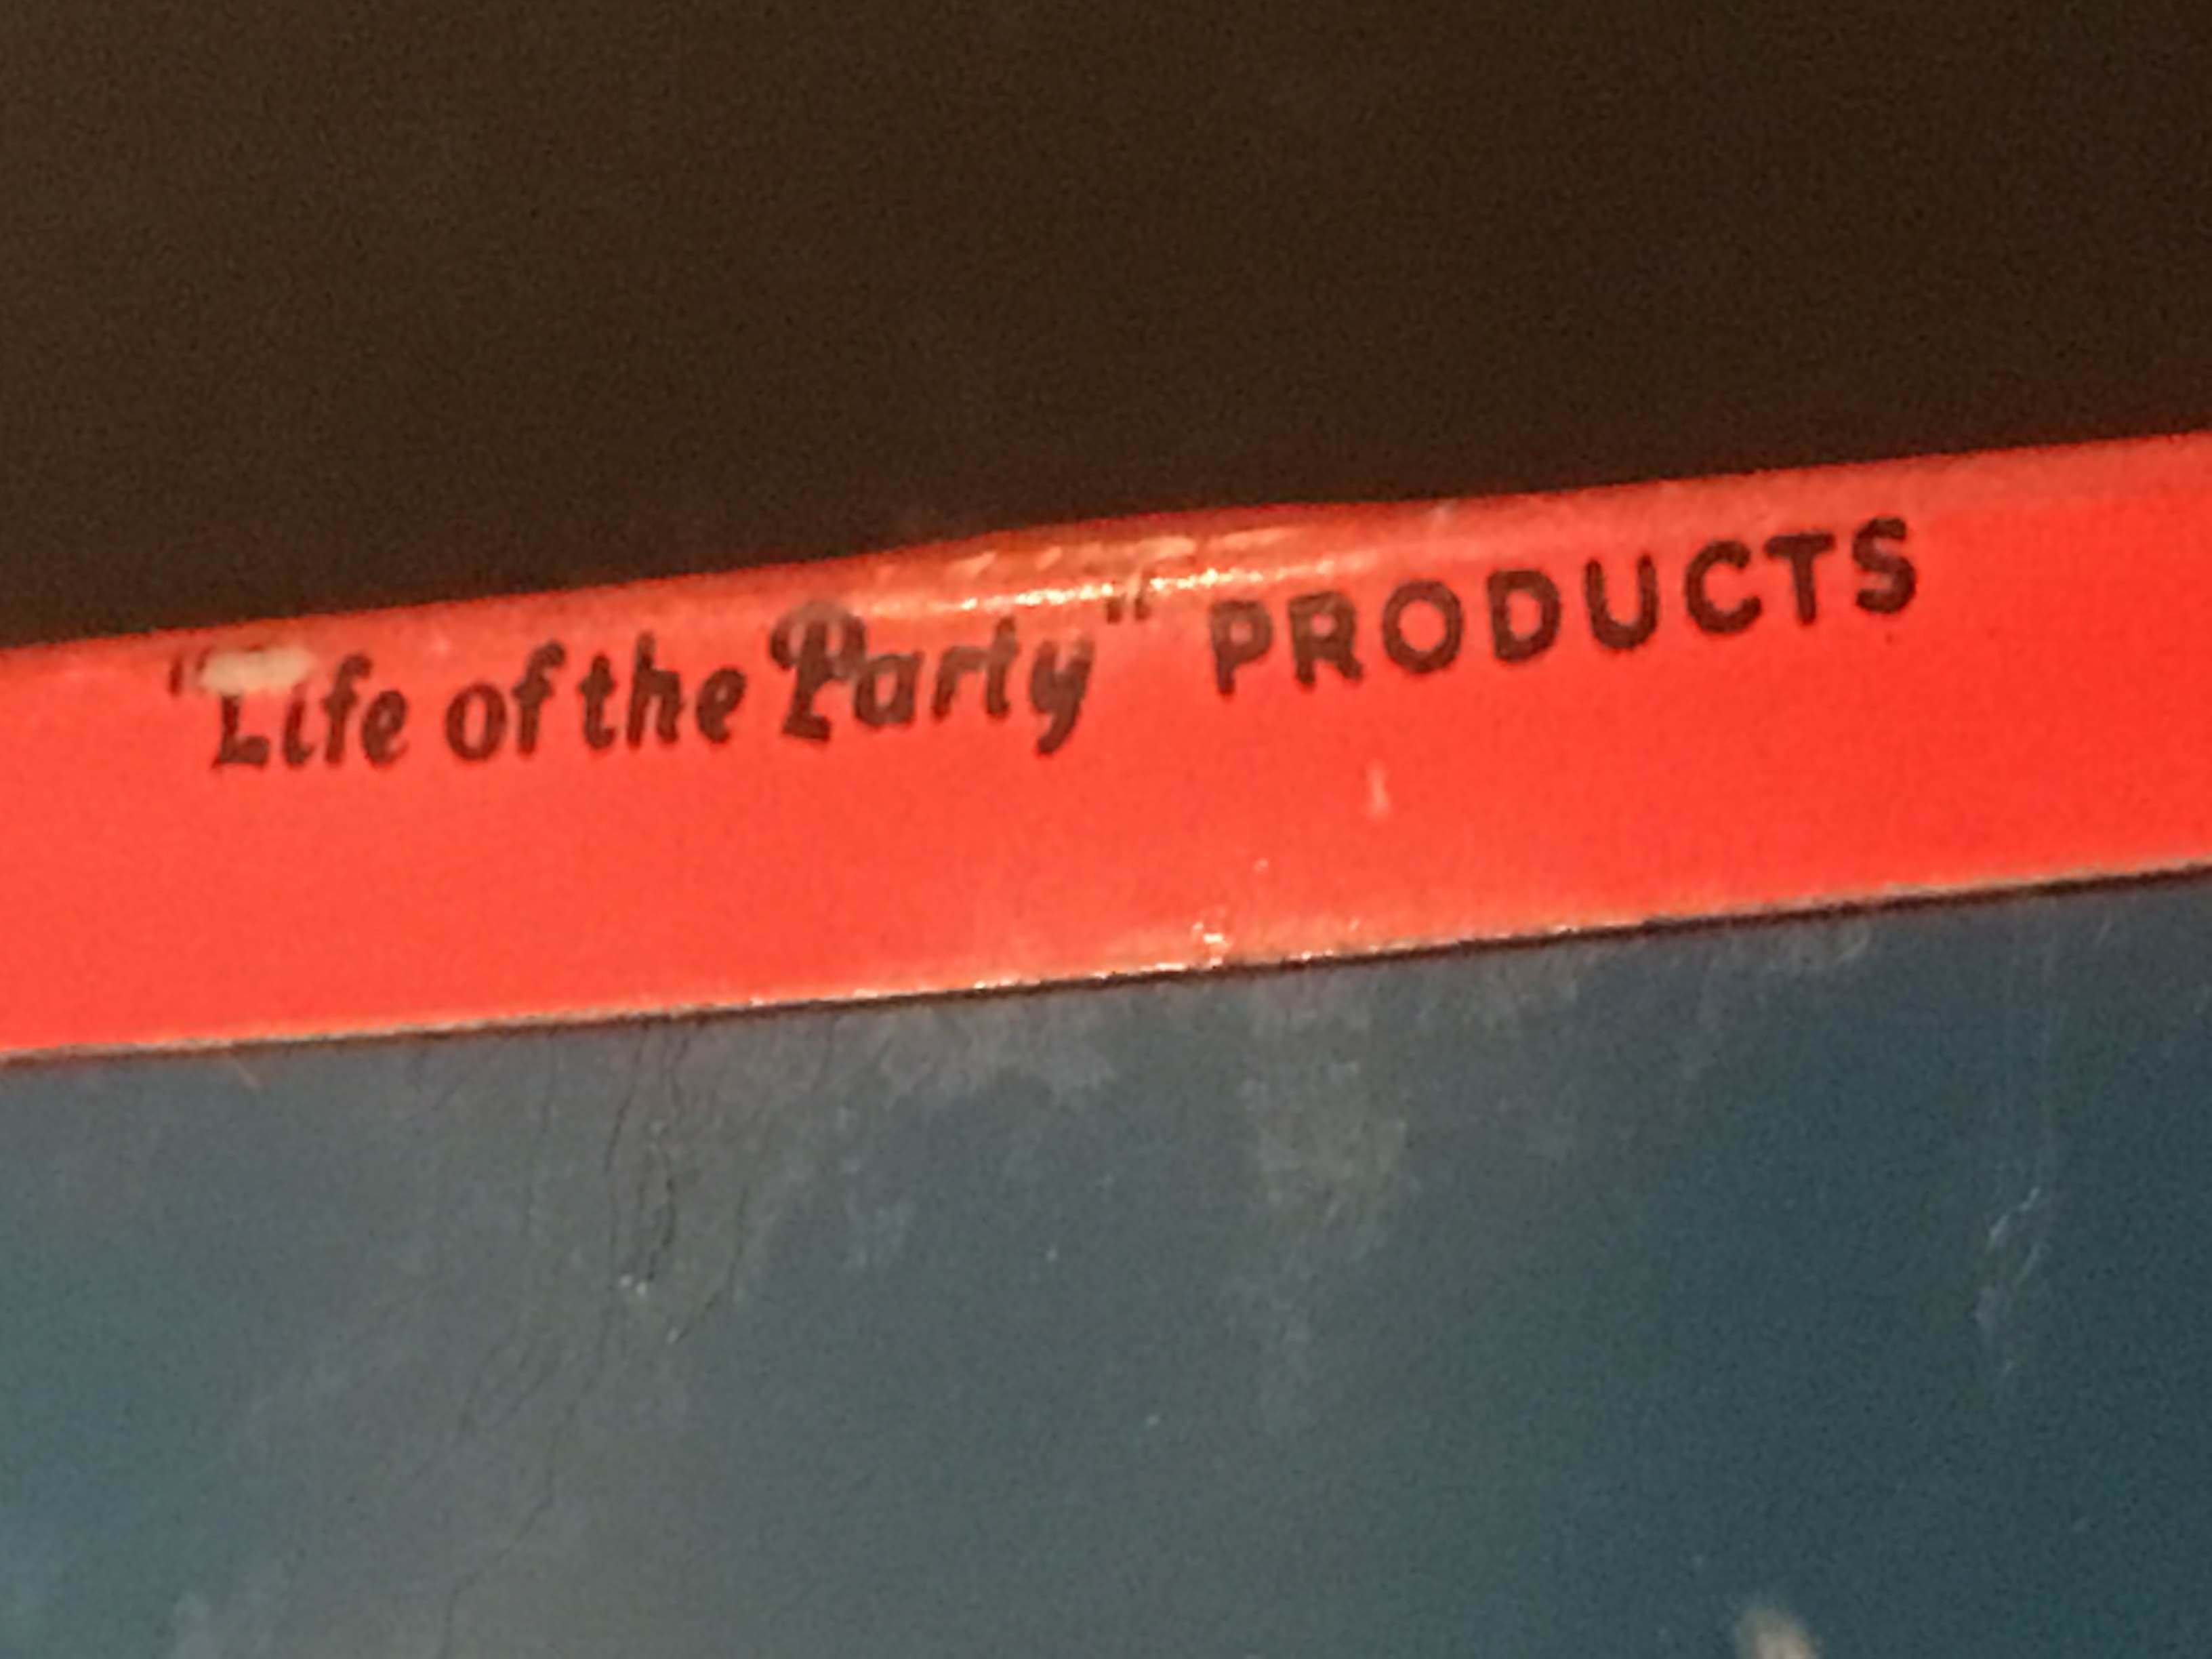 "Life of the Party" PRODUCTS